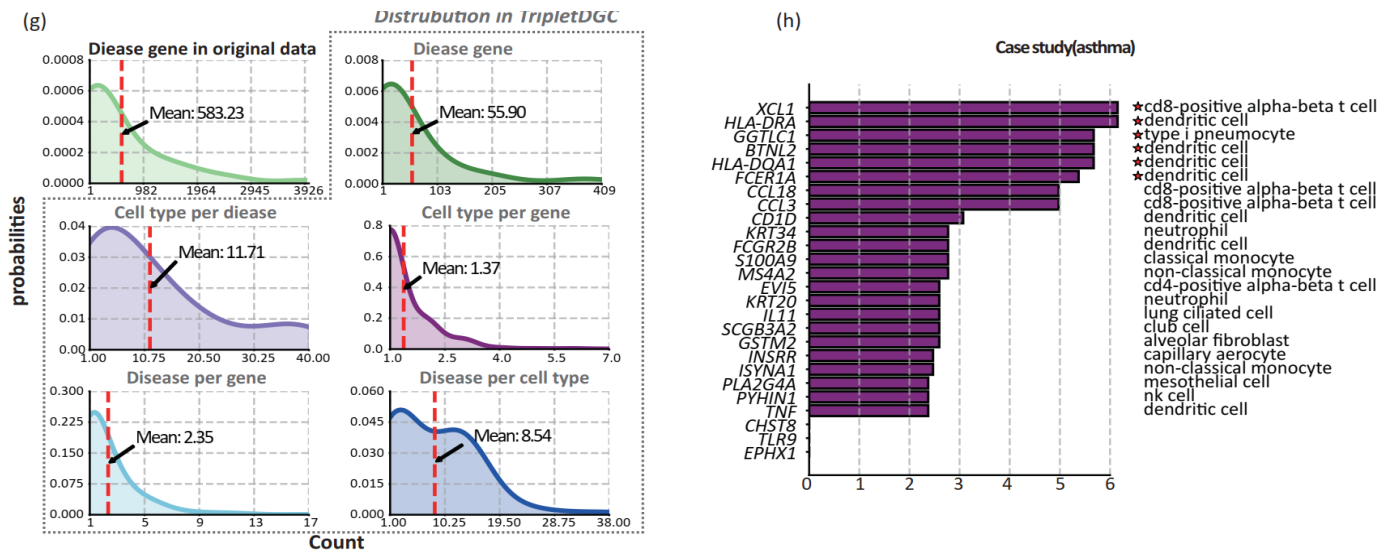 (g)
Distrubution in TripletDGC
Diease gene in original data
0.0008
0.0006
0.0004
0.0002
0.0000
Mean: 583.23
1 982 1964 2945 3926
Diease gene
0.008
0.006
0.004
0.002
0.000
Mean: 55.90
1 103 205 307 409
probabilities
Cell type per diease
0.04
0.03
0.02
0.01
0.00
Mean: 11.71
1.00 10.75 20.50 30.25 40.00
Cell type per gene
0.8
0.6
0.4
0.2
0.0
Mean: 1.37
1.0 2.5 4.0 5.5 7.0
Disease per gene
0.300
0.225
0.150
0.075
0.000
Mean: 2.35
1 5 9 13 17
Disease per cell type
0.060
0.045
0.030
0.015
0.000
Mean: 8.54
1.00 10.25 19.50 28.75 38.00
Count
(h)
Case study(asthma)
XCL1 cd8-positive alpha-beta t cell
HLA-DRA dendritic cell
GGTLC1 type i pneumocyte
BTNL2 dendritic cell
HLA-DQA1 dendritic cell
FCER1A dendritic cell
CCL18 cd8-positive alpha-beta t cell
CCL3 cd8-positive alpha-beta t cell
CD1D dendritic cell
KRT34 neutrophil
FCGR2B dendritic cell
S100A9 classical monocyte
MS4A2 non-classical monocyte
EVI5 cd4-positive alpha-beta t cell
KRT20 neutrophil
IL11 lung ciliated cell
SCGB3A2 club cell
GSTM2 alveolar fibroblast
INSRR capillary aerocyte
ISYNA1 non-classical monocyte
PLA2G4A mesothelial cell
PYHIN1 nk cell
TNF dendritic cell
CHST8
TLR9
EPHX1
0 1 2 3 4 5 6